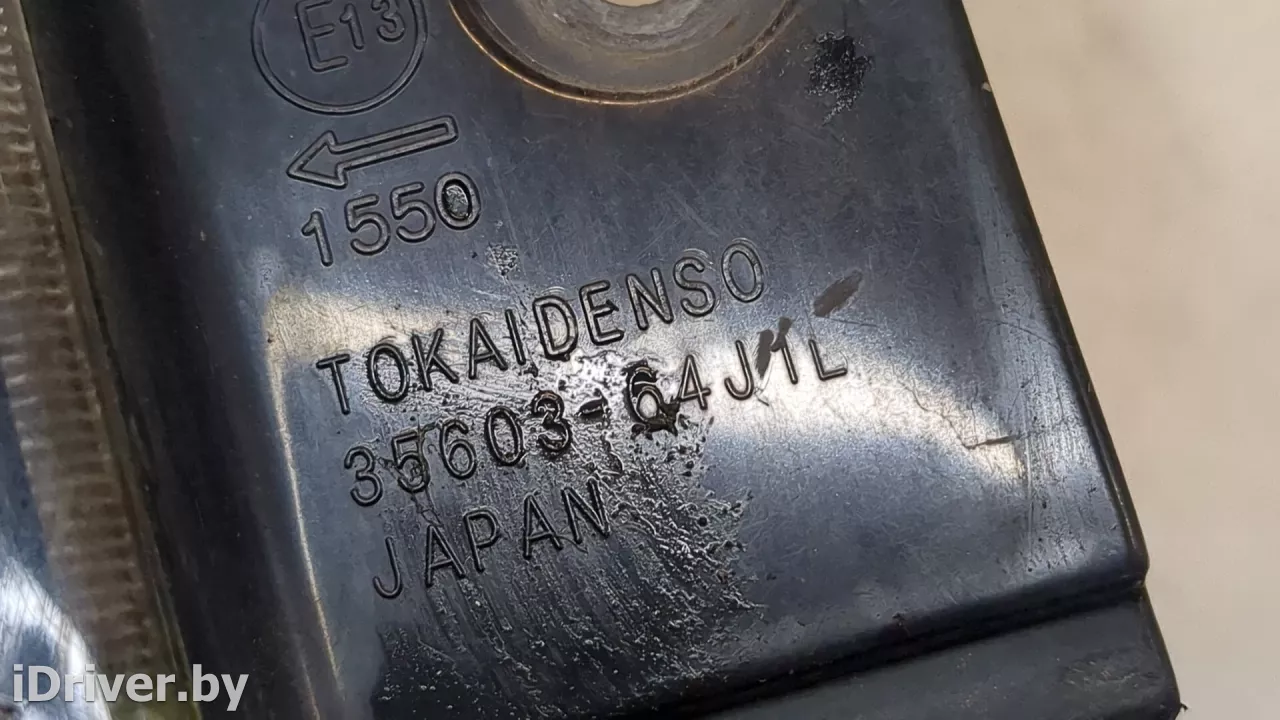 E13
1550
TOKAIDENSO
35603-64J1L
JAPAN
iDriver.by